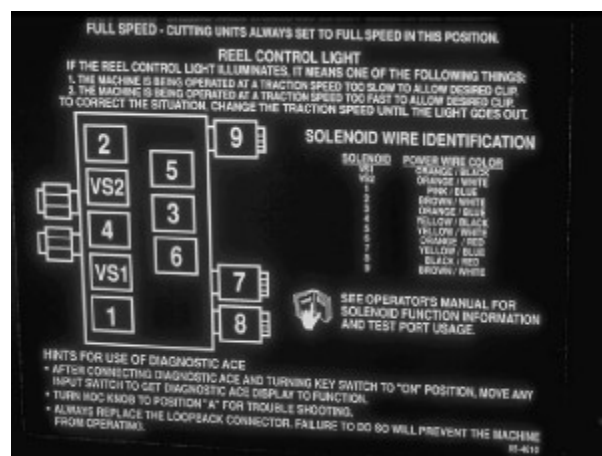 FULL SPEED - CUTTING UNITS ALWAYS SET TO FULL SPEED IN THIS POSITION.
REEL CONTROL LIGHT
IF THE REEL CONTROL LIGHT ILLUMINATES, IT MEANS ONE OF THE FOLLOWING THINGS:
1. THE MACHINE IS BEING OPERATED AT A TRACTION SPEED TOO SLOW TO ALLOW DESIRED CLIP.
2. THE MACHINE IS BEING OPERATED AT A TRACTION SPEED TOO FAST TO ALLOW DESIRED CLIP.
TO CORRECT THE SITUATION, CHANGE THE TRACTION SPEED UNTIL THE LIGHT GOES OUT.
2
VS2
4
VS1
1
5
3
6
9
7
8
SOLENOID WIRE IDENTIFICATION
SOLENOID POWER WIRE COLOR
VS1 ORANGE / BLACK
VS2 ORANGE / WHITE
1 PINK / BLUE
2 BROWN / WHITE
3 ORANGE / BLUE
4 YELLOW / BLACK
5 YELLOW / WHITE
6 ORANGE / RED
7 YELLOW / BLUE
8 BLACK / RED
9 BROWN / WHITE
SEE OPERATOR'S MANUAL FOR
SOLENOID FUNCTION INFORMATION
AND TEST PORT USAGE.
HINTS FOR USE OF DIAGNOSTIC ACE
• AFTER CONNECTING DIAGNOSTIC ACE AND TURNING KEY SWITCH TO "ON" POSITION, MOVE ANY
INPUT SWITCH TO GET DIAGNOSTIC ACE DISPLAY TO FUNCTION.
• TURN HOC KNOB TO POSITION "A" FOR TROUBLE SHOOTING.
• ALWAYS REPLACE THE LOOPBACK CONNECTOR. FAILURE TO DO SO WILL PREVENT THE MACHINE
FROM OPERATING.